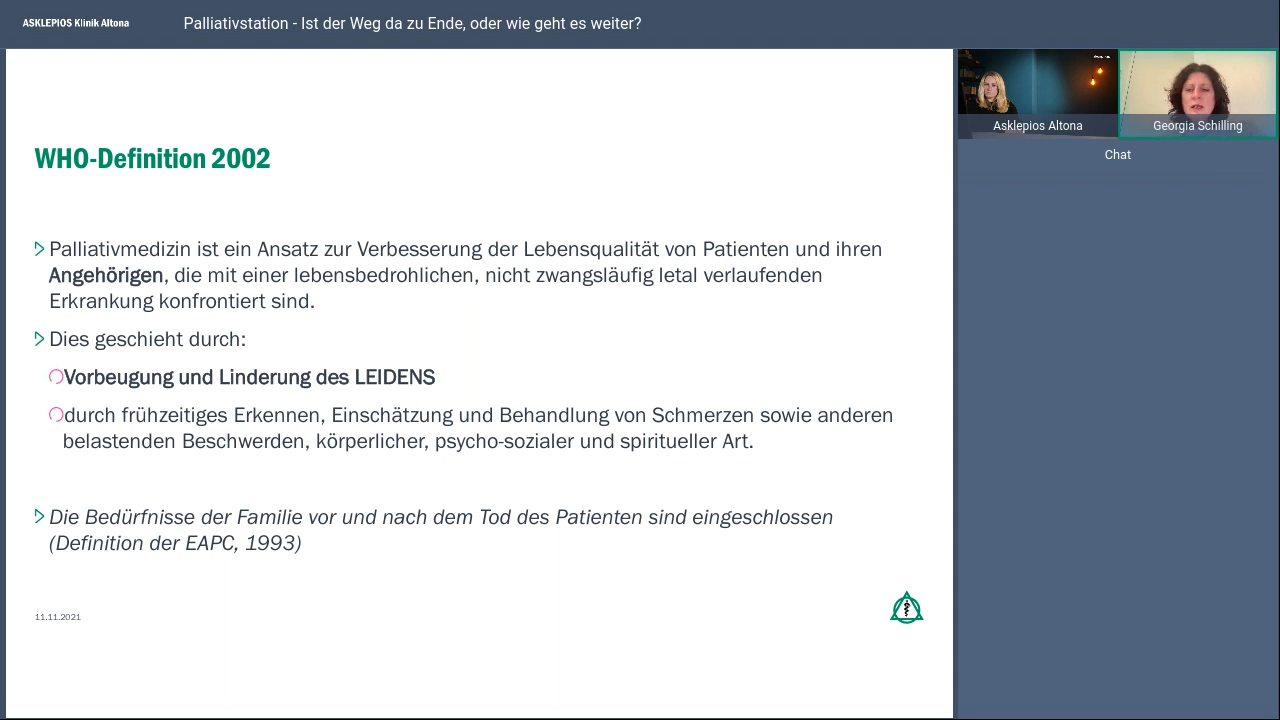 ASKLEPIOS Klinik Altona
Palliativstation - Ist der Weg da zu Ende, oder wie geht es weiter?
WHO-Definition 2002
Palliativmedizin ist ein Ansatz zur Verbesserung der Lebensqualität von Patienten und ihren
Angehörigen, die mit einer lebensbedrohlichen, nicht zwangsläufig letal verlaufenden
Erkrankung konfrontiert sind.
Dies geschieht durch:
Vorbeugung und Linderung des LEIDENS
durch frühzeitiges Erkennen, Einschätzung und Behandlung von Schmerzen sowie anderen
belastenden Beschwerden, körperlicher, psycho-sozialer und spiritueller Art.
Die Bedürfnisse der Familie vor und nach dem Tod des Patienten sind eingeschlossen
(Definition der EAPC, 1993)
11.11.2021
Asklepios Altona
Georgia Schilling
Chat